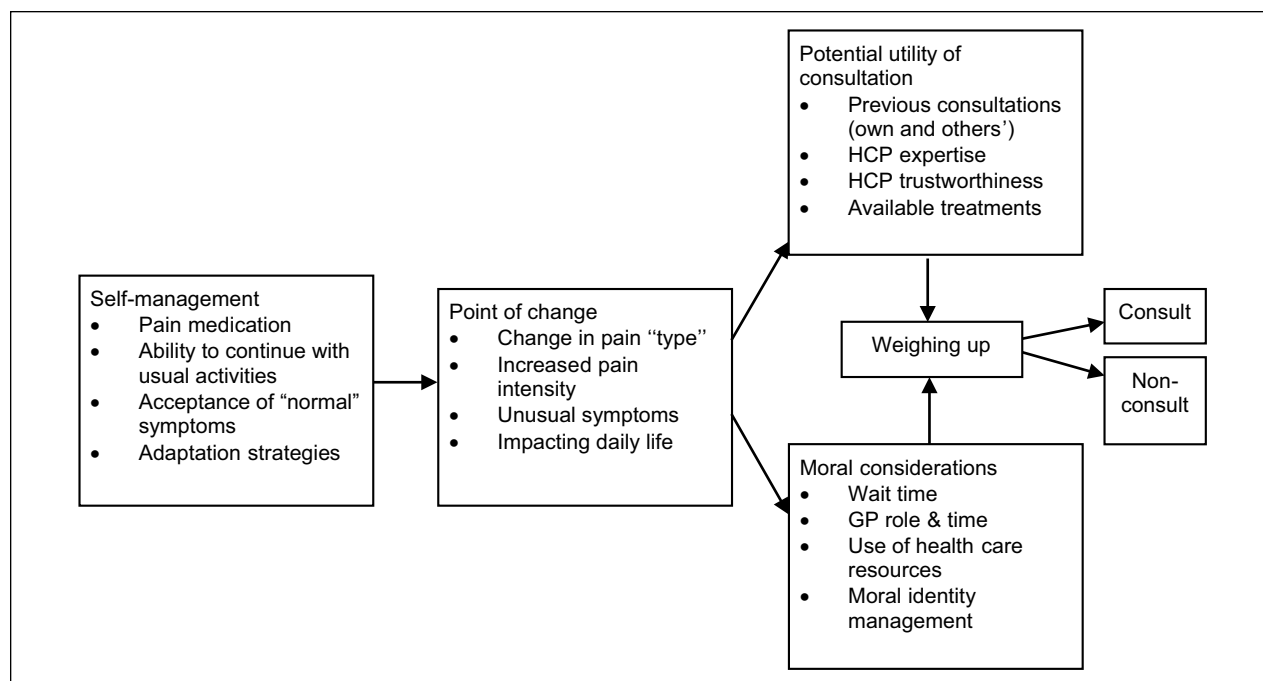 Self-management
• Pain medication
• Ability to continue with
usual activities
• Acceptance of “normal”
symptoms
• Adaptation strategies
Point of change
• Change in pain ‘‘type’’
• Increased pain
intensity
• Unusual symptoms
• Impacting daily life
Potential utility of
consultation
• Previous consultations
(own and others’)
• HCP expertise
• HCP trustworthiness
• Available treatments
Moral considerations
• Wait time
• GP role & time
• Use of health care
resources
• Moral identity
management
Weighing up
Consult
Non-
consult